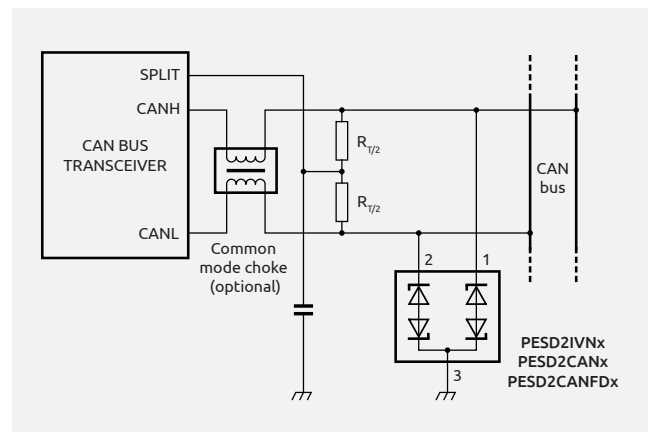 SPLIT
CANH
CAN BUS
TRANSCEIVER
CANL
Common
mode choke
(optional)
R_T/2
R_T/2
CAN
bus
2
1
3
PESD2IVNx
PESD2CANx
PESD2CANFDx